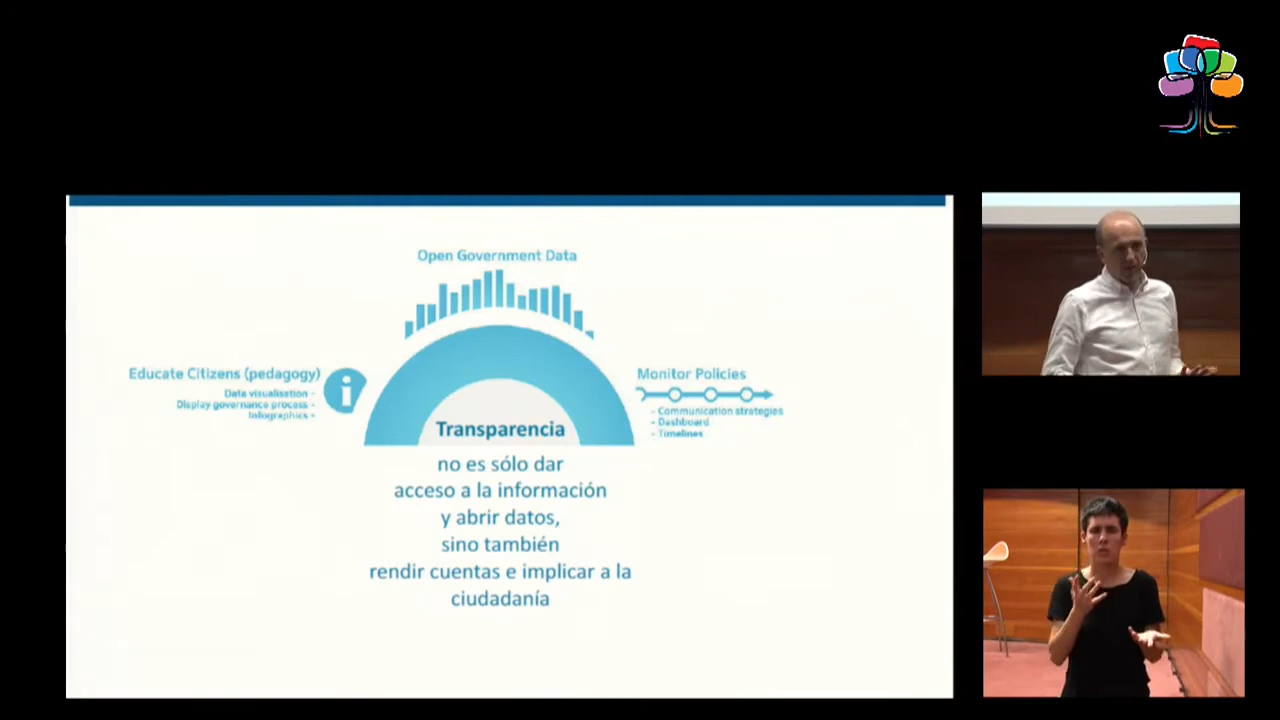 Open Government Data
Educate Citizens (pedagogy)
Data visualisation -
Display governance process -
Infographics -
i
Monitor Policies
- Communication strategies
- Dashboard
- Timelines
Transparencia
no es sólo dar
acceso a la información
y abrir datos,
sino también
rendir cuentas e implicar a la
ciudadanía